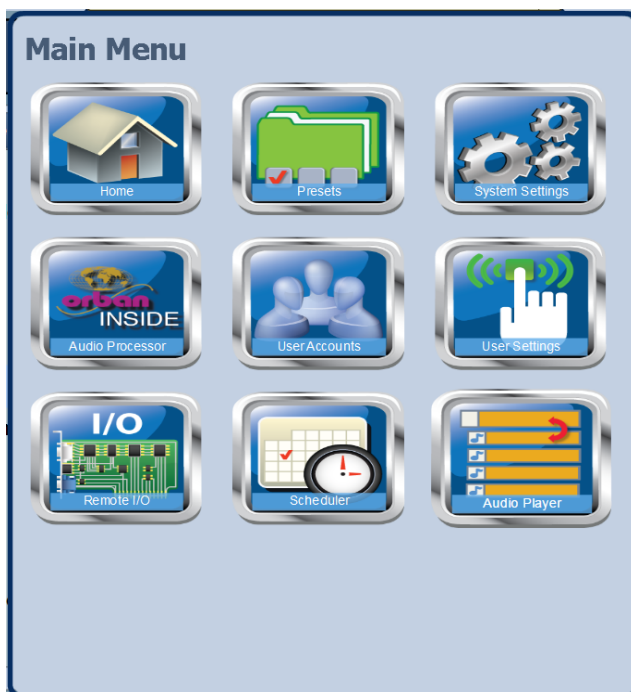 Main Menu
Home
Presets
System Settings
orban
INSIDE
Audio Processor
User Accounts
User Settings
I/O
Remote I/O
Scheduler
Audio Player